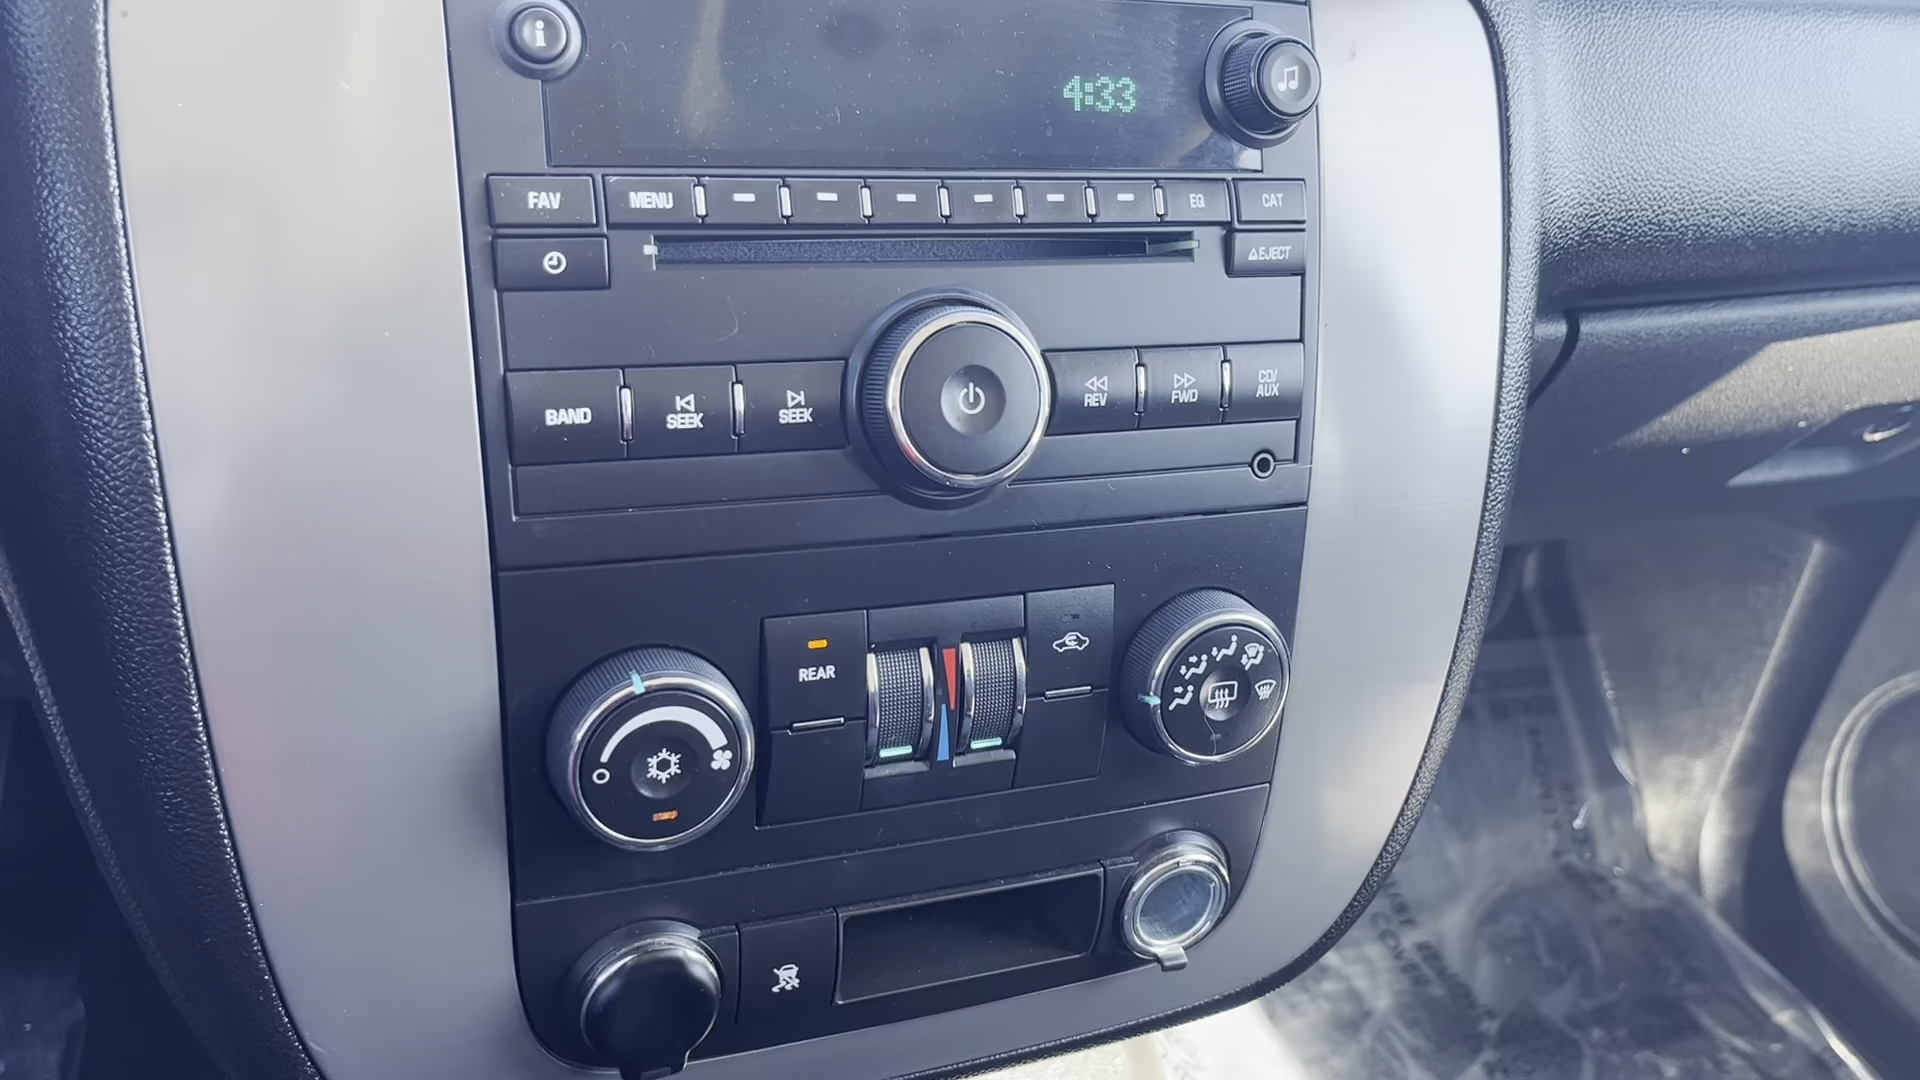 i
4:33
FAV
MENU
EQ
CAT
EJECT
BAND
SEEK
SEEK
REV
FWD
CD/
AUX
REAR